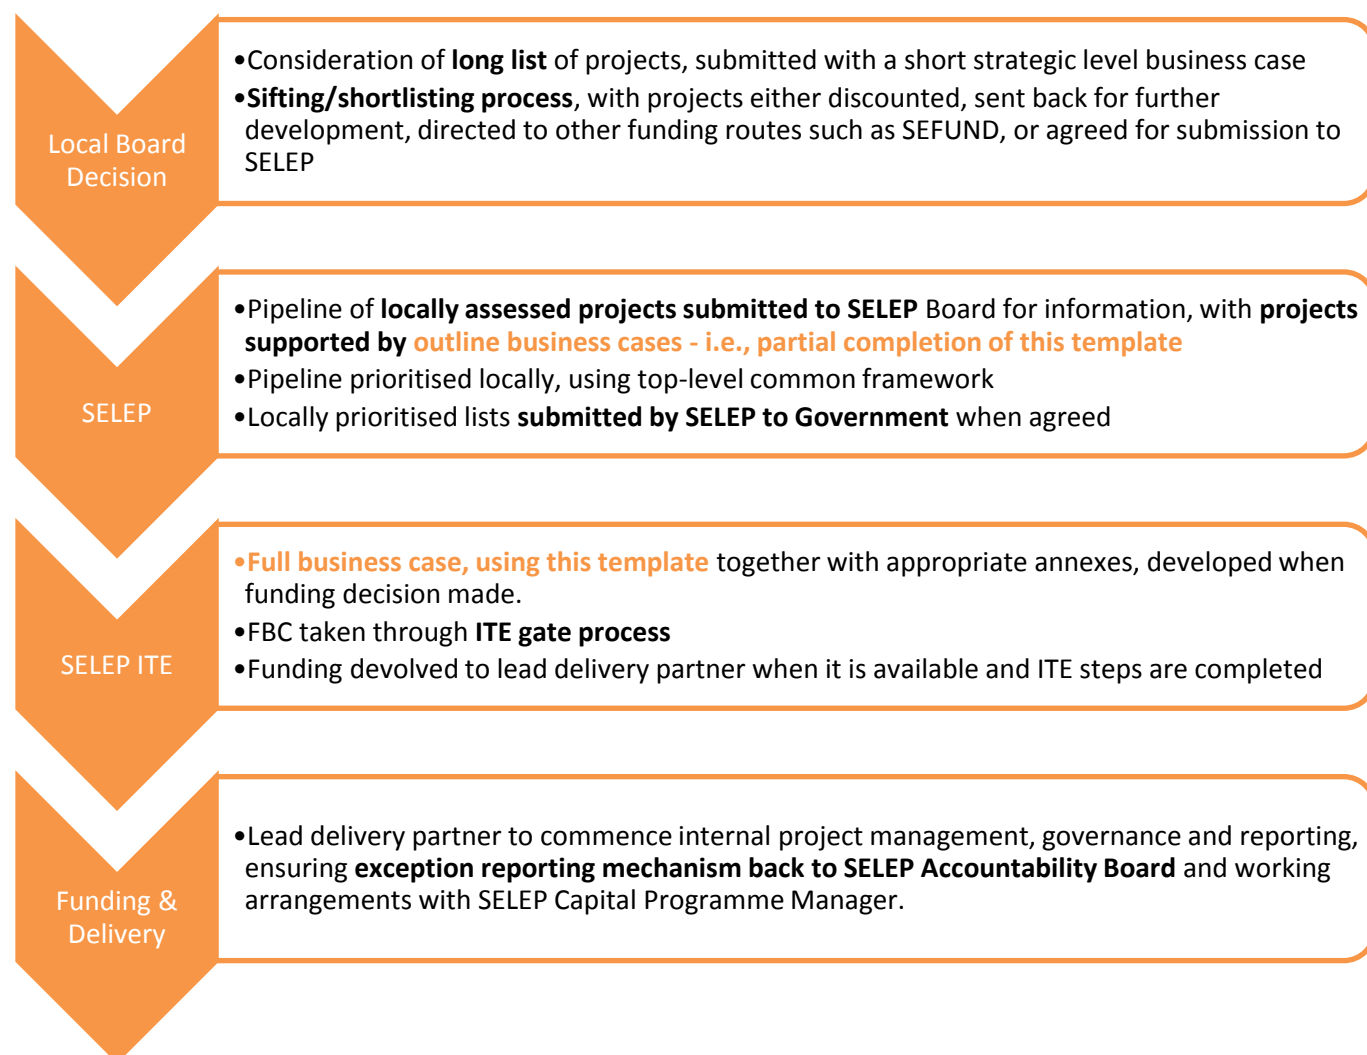 Local Board
Decision
•Consideration of long list of projects, submitted with a short strategic level business case
•Sifting/shortlisting process, with projects either discounted, sent back for further
development, directed to other funding routes such as SEFUND, or agreed for submission to
SELEP
SELEP
•Pipeline of locally assessed projects submitted to SELEP Board for information, with projects
supported by outline business cases - i.e., partial completion of this template
•Pipeline prioritised locally, using top-level common framework
•Locally prioritised lists submitted by SELEP to Government when agreed
SELEP ITE
•Full business case, using this template together with appropriate annexes, developed when
funding decision made.
•FBC taken through ITE gate process
•Funding devolved to lead delivery partner when it is available and ITE steps are completed
Funding &
Delivery
•Lead delivery partner to commence internal project management, governance and reporting,
ensuring exception reporting mechanism back to SELEP Accountability Board and working
arrangements with SELEP Capital Programme Manager.